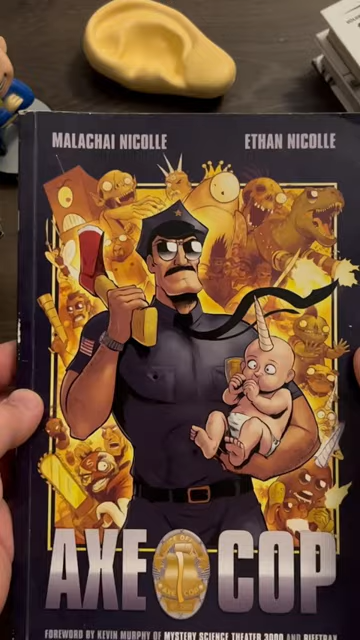 MALACHAI NICOLLE
ETHAN NICOLLE
AXE COP
FOREWORD BY KEVIN MURPHY OF MYSTERY SCIENCE THEATER 3000 AND RIFFTRAX